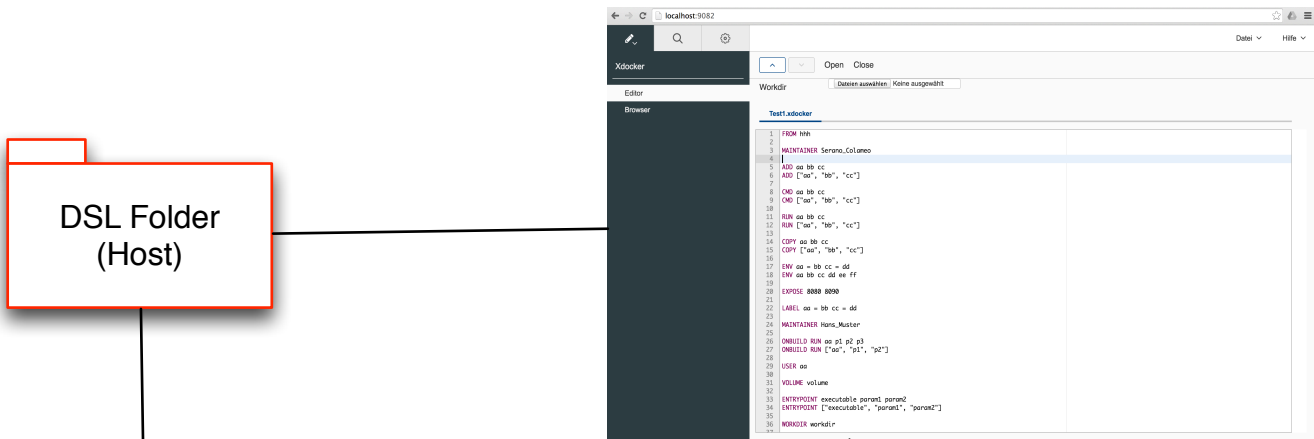 localhost:9082
Datei
Hilfe
Xdocker
Editor
Browser
Open Close
Workdir
Dateien auswählen Keine ausgewählt
Test1.xdocker
1 FROM hhh
2
3 MAINTAINER Serano_Colameo
4
5 ADD aa bb cc
6 ADD ["aa", "bb", "cc"]
7
8 CMD aa bb cc
9 CMD ["aa", "bb", "cc"]
10
11 RUN aa bb cc
12 RUN ["aa", "bb", "cc"]
13
14 COPY aa bb cc
15 COPY ["aa", "bb", "cc"]
16
17 ENV aa = bb cc = dd
18 ENV aa bb cc dd ee ff
19
20 EXPOSE 8080 8090
21
22 LABEL aa = bb cc = dd
23
24 MAINTAINER Hans_Muster
25
26 ONBUILD RUN aa p1 p2 p3
27 ONBUILD RUN ["aa", "p1", "p2"]
28
29 USER aa
30
31 VOLUME volume
32
33 ENTRYPOINT executable param1 param2
34 ENTRYPOINT ["executable", "param1", "param2"]
35
36 WORKDIR workdir
37
DSL Folder
(Host)